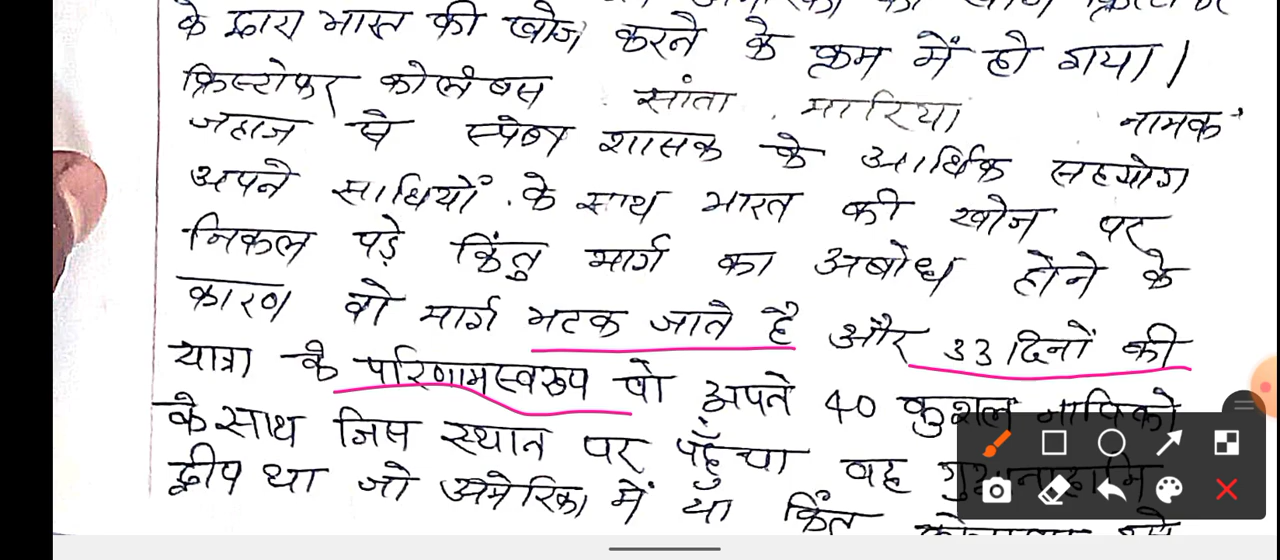 के द्वारा भारत की खोज करने के क्रम में हो गया।
क्रिस्टोफर कोलंबस सांता मारिया नामक
जहाज से स्पेन शासक के आर्थिक सहयोग
अपने साथियों के साथ भारत की खोज पर
निकल पड़े किंतु मार्ग का अबोध होने के
कारण वो मार्ग भटक जाते है और 33 दिनों की
यात्रा के परिणामस्वरूप वो अपने 40 कुशल नाविको
के साथ जिस स्थान पर पहुँचा वह
द्वीप था जो अमेरिका में था